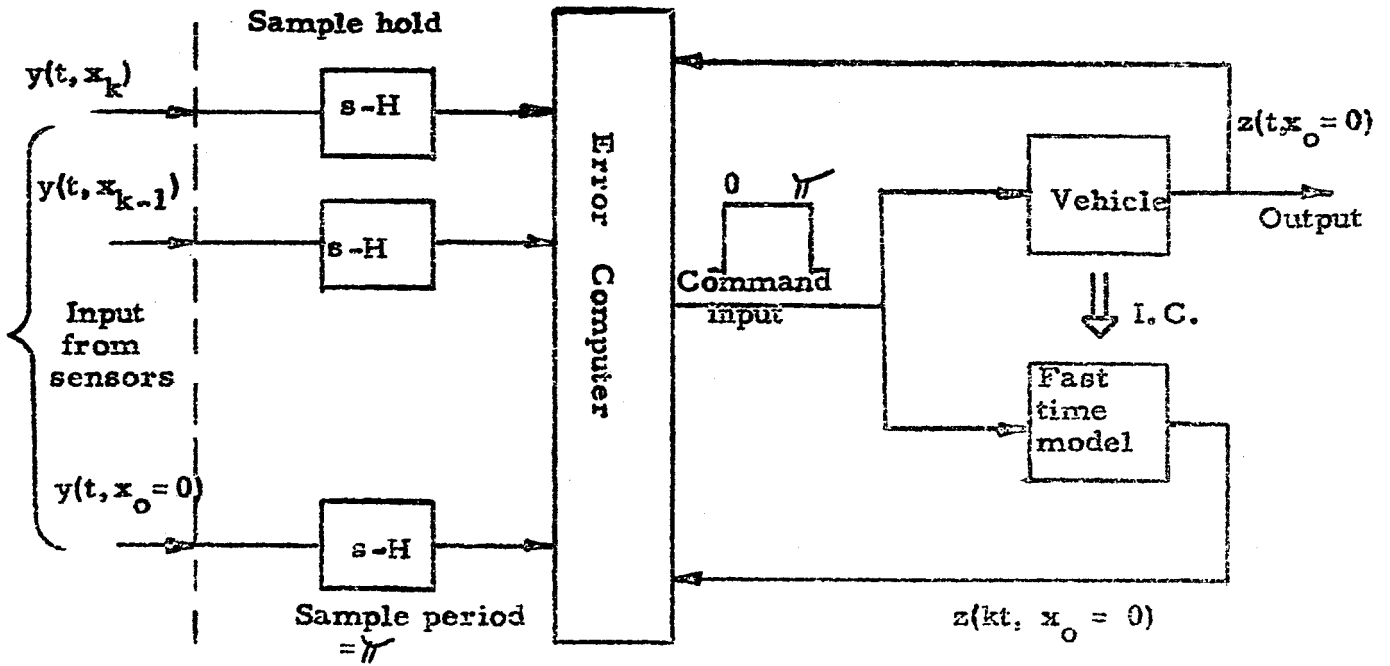 Sample hold
y(t, x_k)
s-H
y(t, x_{k-1})
s-H
Input
from
sensors
y(t, x_o = 0)
s-H
Sample period
=
Error Computer
0
Command
input
z(t, x_o = 0)
Vehicle
Output
I.C.
Fast
time
model
z(kt, x_o = 0)